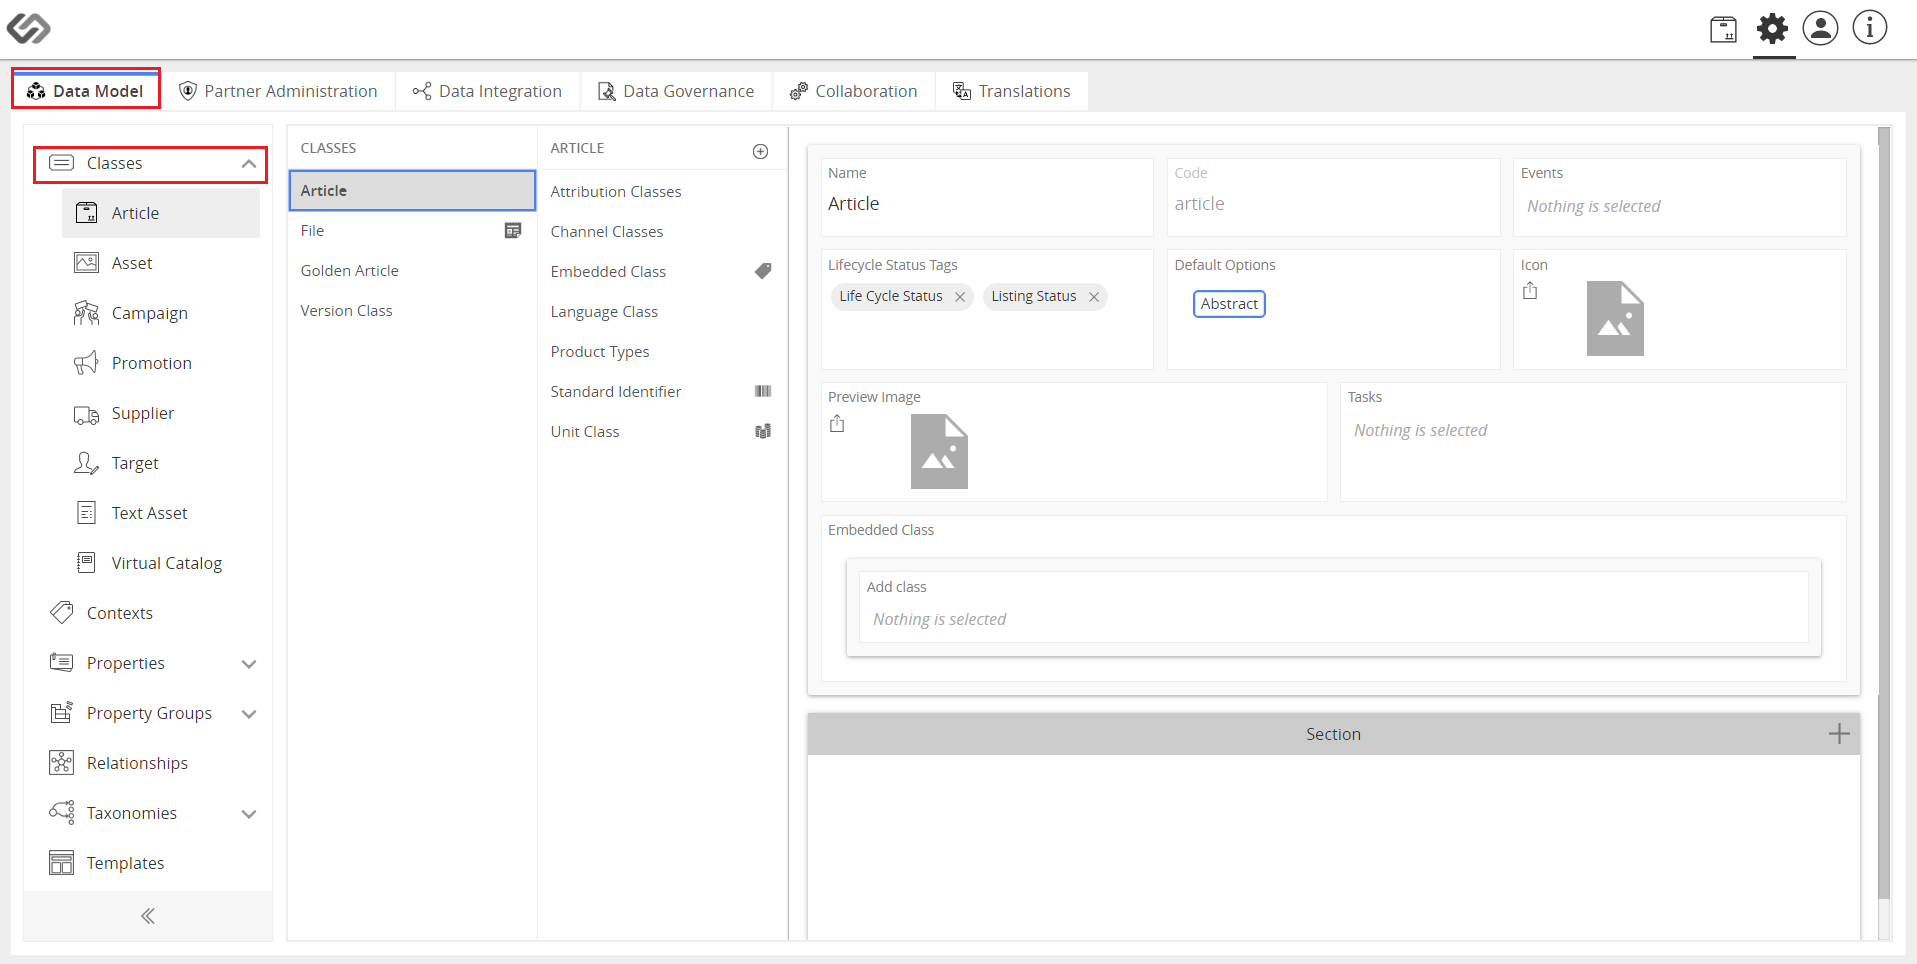 Data Model
Partner Administration
Data Integration
Data Governance
Collaboration
Translations
Classes
Article
Asset
Campaign
Promotion
Supplier
Target
Text Asset
Virtual Catalog
Contexts
Properties
Property Groups
Relationships
Taxonomies
Templates
CLASSES
Article
File
Golden Article
Version Class
ARTICLE
Attribution Classes
Channel Classes
Embedded Class
Language Class
Product Types
Standard Identifier
Unit Class
Name
Article
Code
article
Events
Nothing is selected
Lifecycle Status Tags
Life Cycle Status
Listing Status
Default Options
Abstract
Icon
Preview Image
Tasks
Nothing is selected
Embedded Class
Add class
Nothing is selected
Section